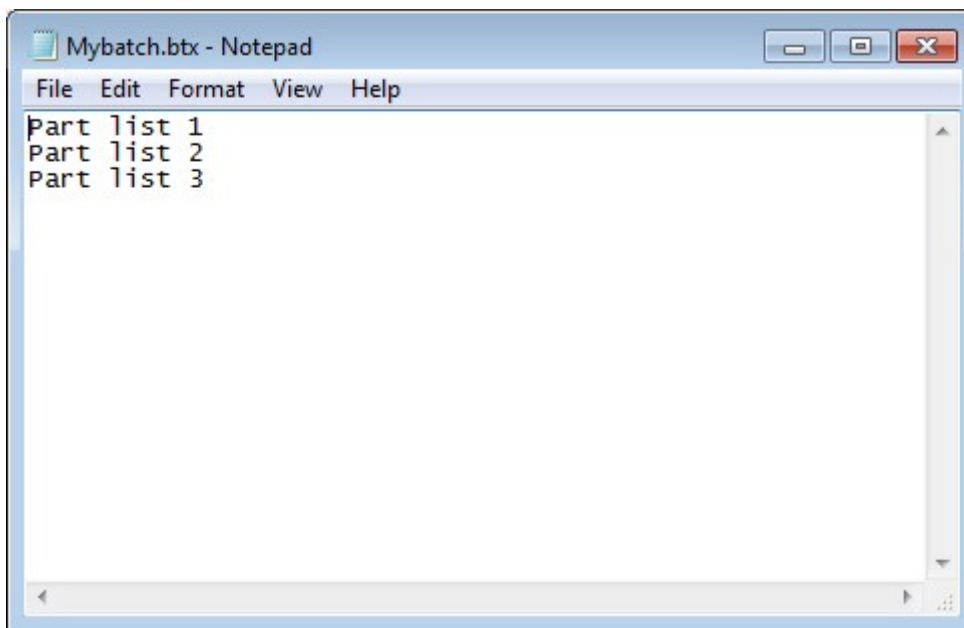 Mybatch.btx - Notepad
File Edit Format View Help
Part list 1
Part list 2
Part list 3